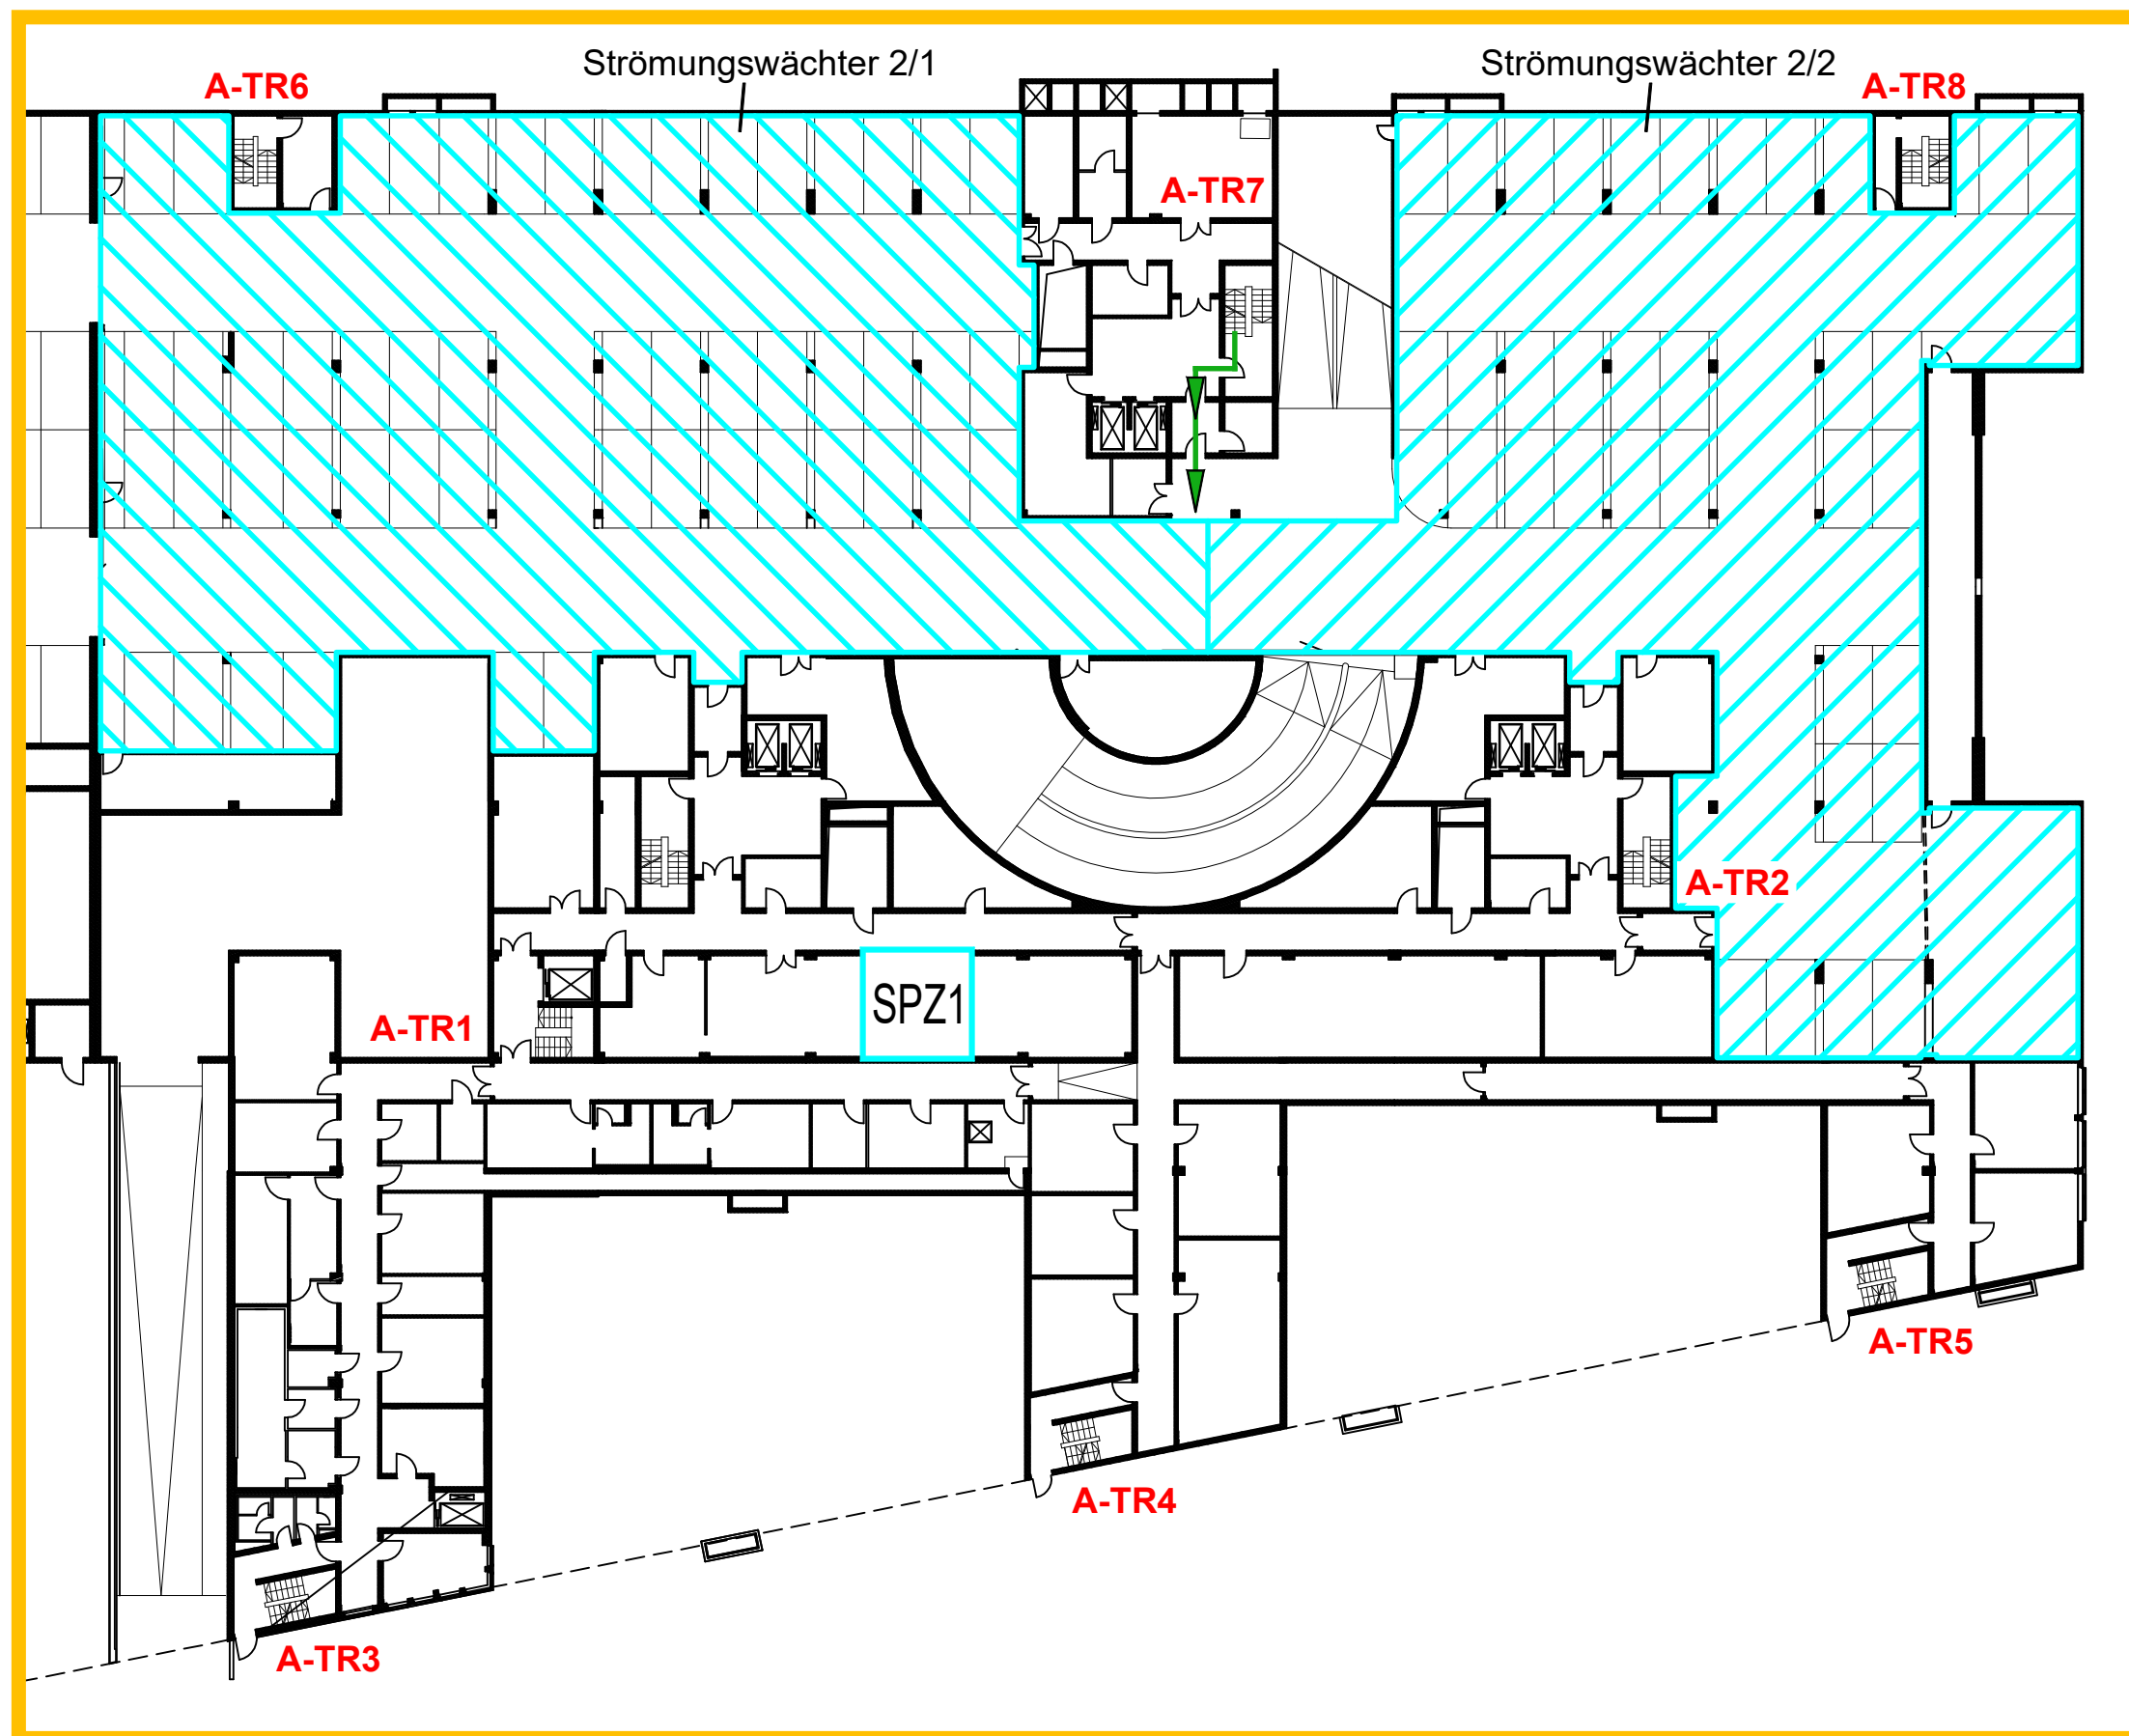 Strömungswächter 2/1
Strömungswächter 2/2
A-TR6
A-TR8
A-TR7
A-TR2
SPZ1
A-TR1
A-TR5
A-TR4
A-TR3